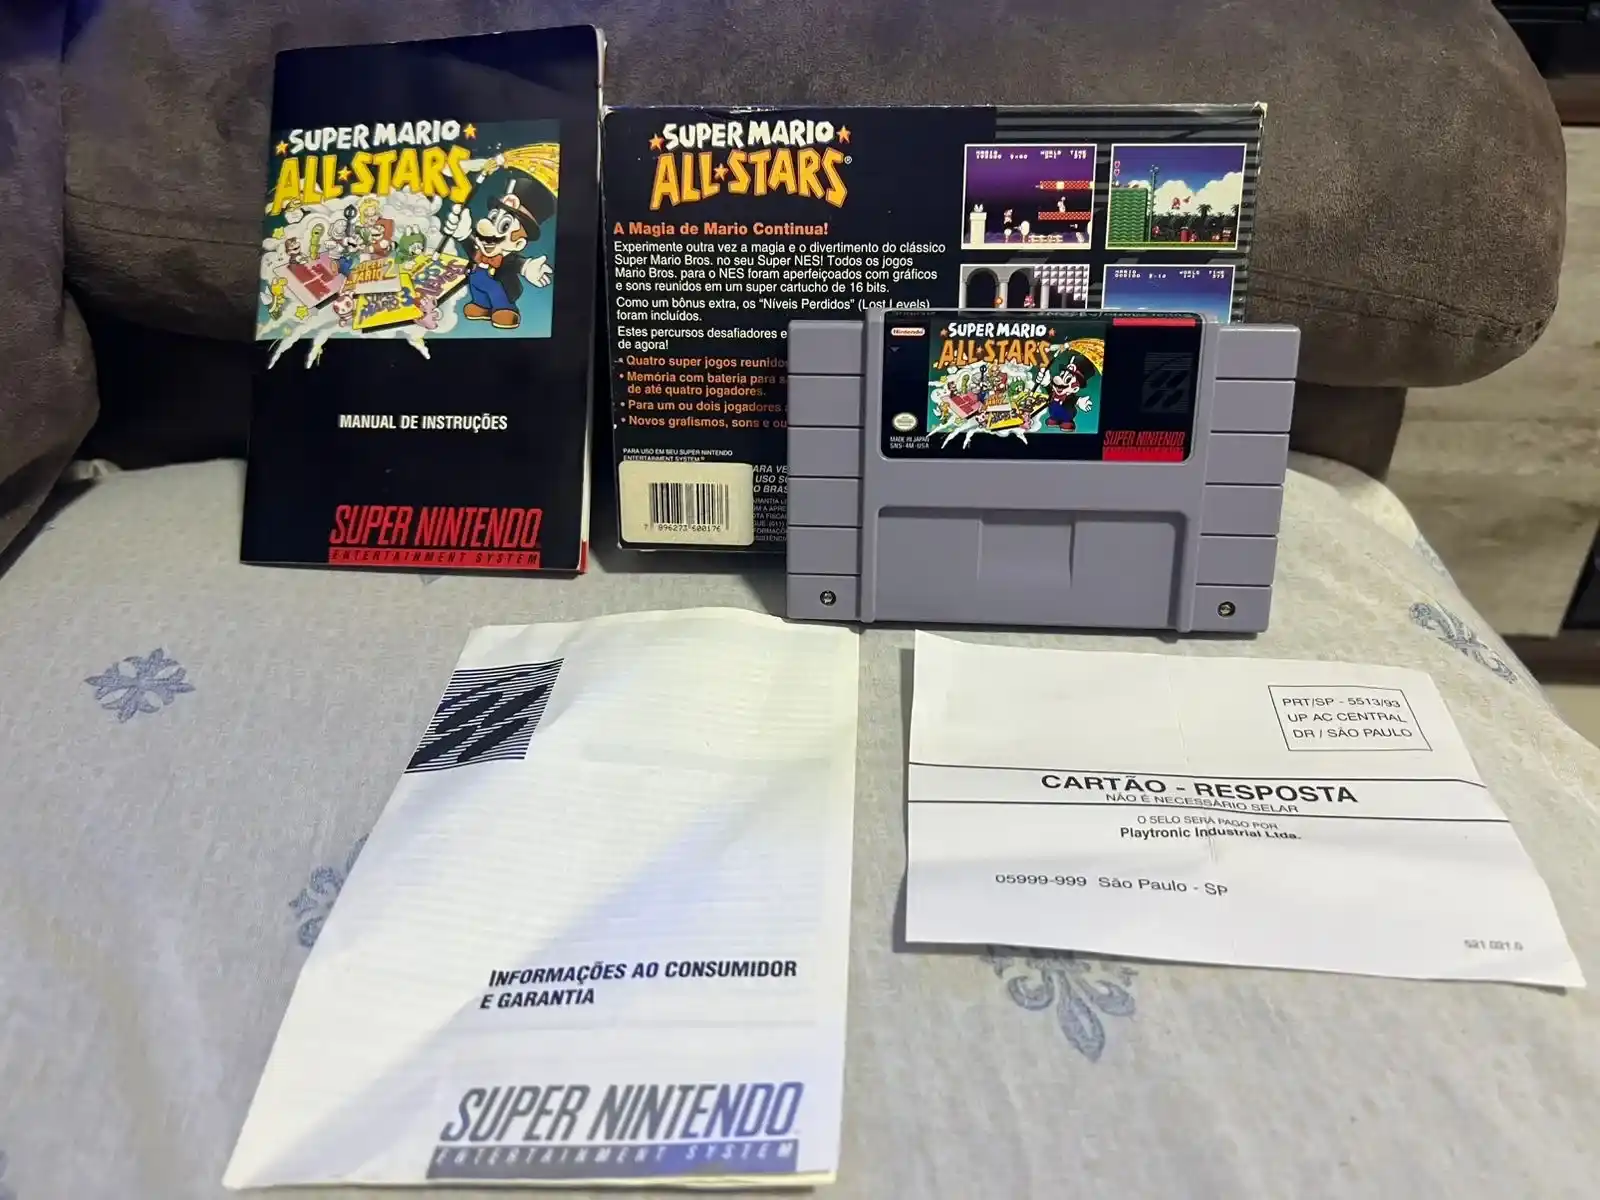 SUPER MARIO
ALL★STARS
MANUAL DE INSTRUÇÕES
SUPER NINTENDO
ENTERTAINMENT SYSTEM
SUPER MARIO
ALL★STARS®
A Magia de Mario Continua!
Experimente outra vez a magia e o divertimento do clássico
Super Mario Bros. no seu Super NES! Todos os jogos
Mario Bros. para o NES foram aperfeiçoados com gráficos
e sons reunidos em um super cartucho de 16 bits.
Como um bônus extra, os “Níveis Perdidos” (Lost Levels)
foram incluídos.
Estes percursos desafiadores e
de agora!
• Quatro super jogos reunidos
• Memória com bateria para
de até quatro jogadores.
• Para um ou dois jogadores
• Novos grafismos, sons e ou
PARA USO EM SEU SUPER NINTENDO
ENTERTAINMENT SYSTEM
7 896273 600176
Nintendo
SUPER MARIO
ALL★STARS
MADE IN JAPAN
SNS-4M-USA
SUPER NINTENDO
INFORMAÇÕES AO CONSUMIDOR
E GARANTIA
SUPER NINTENDO
ENTERTAINMENT SYSTEM
PRT/SP - 5513/93
UP AC CENTRAL
DR / SÃO PAULO
CARTÃO - RESPOSTA
NÃO É NECESSÁRIO SELAR
O SELO SERÁ PAGO POR
Playtronic Industrial Ltda.
05999-999 São Paulo - SP